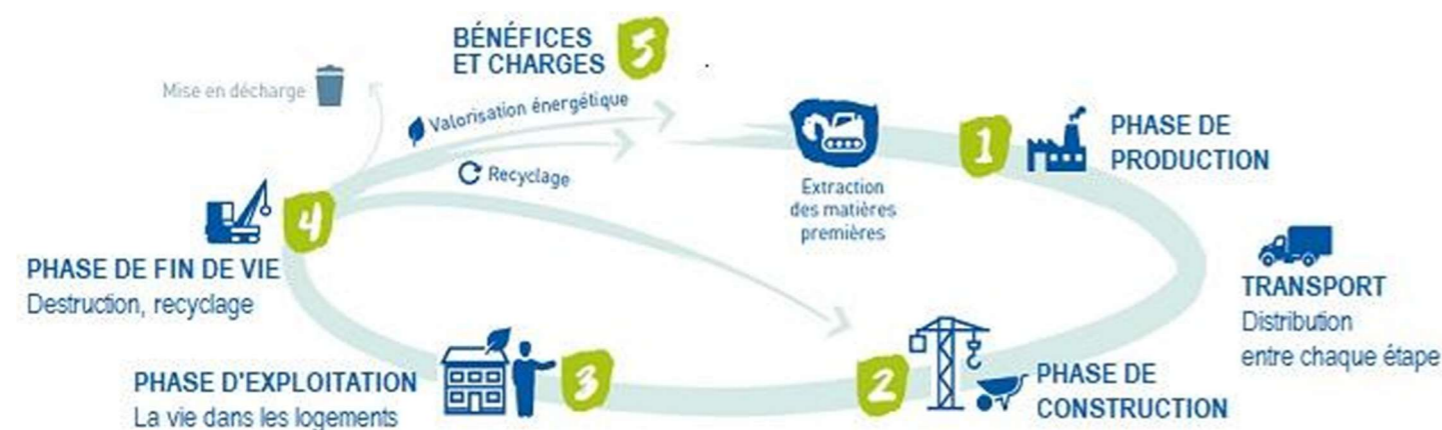 BÉNÉFICES
ET CHARGES
5
Mise en décharge
Valorisation énergétique
Recyclage
Extraction
des matières
premières
1
PHASE DE
PRODUCTION
4
PHASE DE FIN DE VIE
Destruction, recyclage
TRANSPORT
Distribution
entre chaque étape
PHASE D'EXPLOITATION
La vie dans les logements
3
2
PHASE DE
CONSTRUCTION